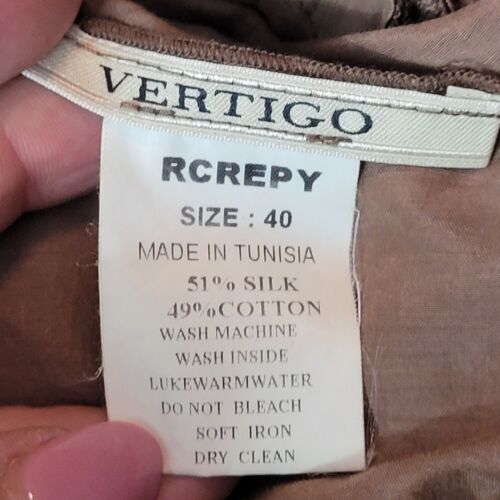 VERTIGO
RCREPY
SIZE : 40
MADE IN TUNISIA
51% SILK
49%COTTON
WASH MACHINE
WASH INSIDE
LUKEWARMWATER
DO NOT BLEACH
SOFT IRON
DRY CLEAN